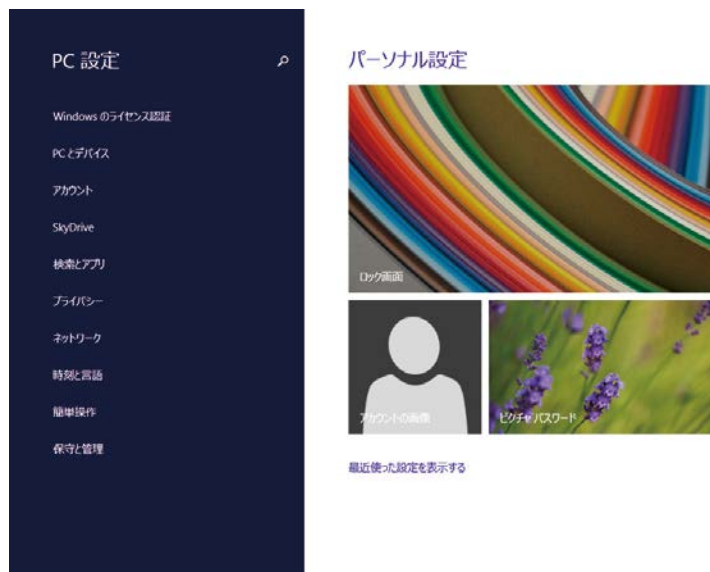 PC 設定
Windows のライセンス認証
PC とデバイス
アカウント
SkyDrive
検索とアプリ
プライバシー
ネットワーク
時刻と言語
簡単操作
保守と管理
パーソナル設定
ロック画面
アカウントの画像
ピクチャ パスワード
最近使った設定を表示する